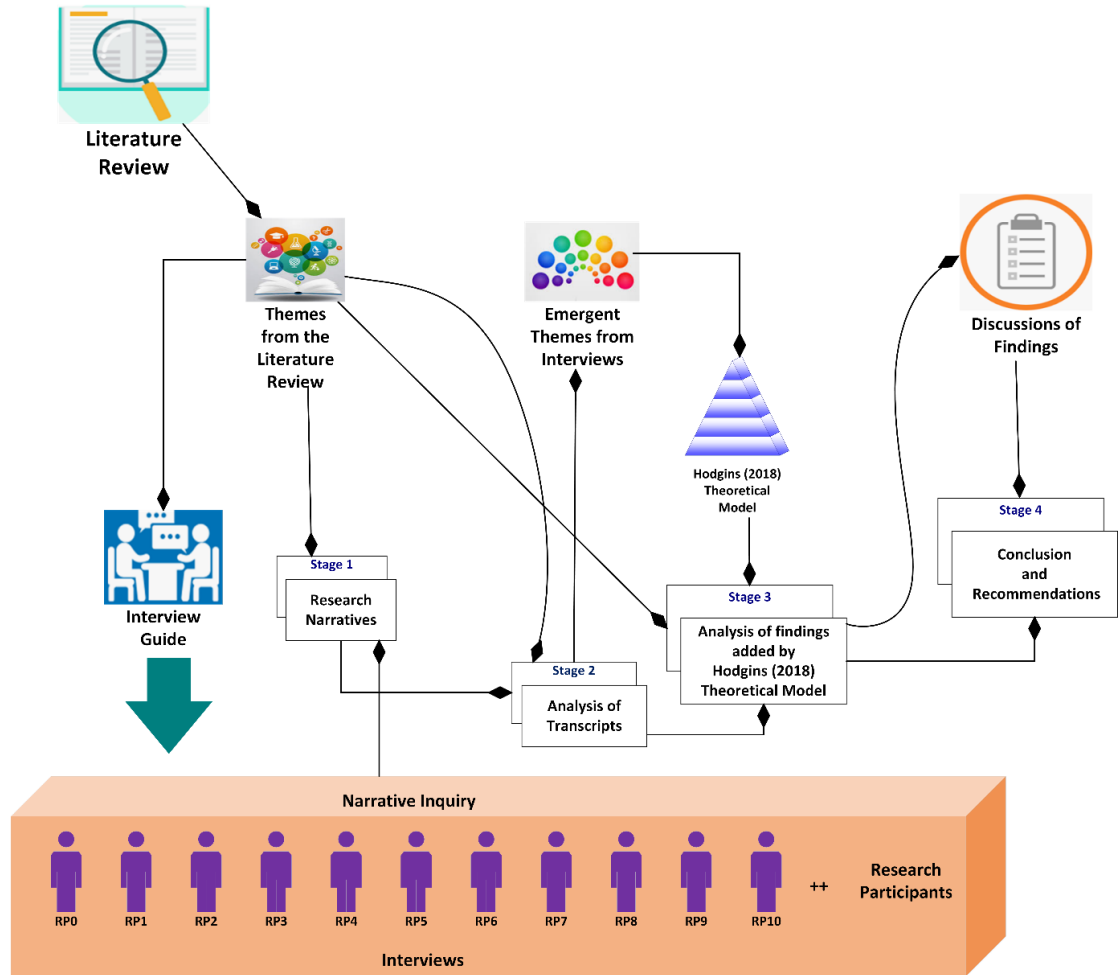 Literature
Review
Themes
from the
Literature
Review
Emergent
Themes from
Interviews
Discussions of
Findings
Hodgins (2018)
Theoretical
Model
Interview
Guide
Stage 1
Research
Narratives
Stage 2
Analysis of
Transcripts
Stage 3
Analysis of findings
added by
Hodgins (2018)
Theoretical Model
Stage 4
Conclusion
and
Recommendations
Narrative Inquiry
RP0 RP1 RP2 RP3 RP4 RP5 RP6 RP7 RP8 RP9 RP10
++
Research
Participants
Interviews